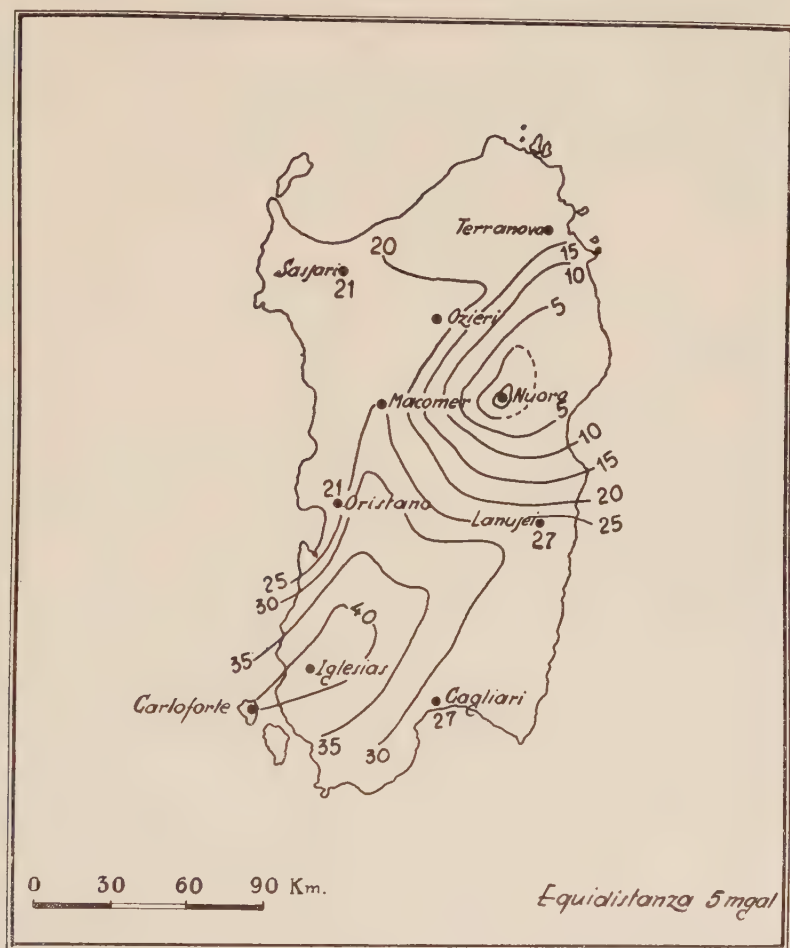 Terranova
20
15
Sassari
10
21
5
Ozieri
Macomer
Nuoro
5
10
15
21
Oristano
20
Lanusei
25
27
25
30
40
35
Iglesias
Carloforte
Cagliari
27
35
30
0 30 60 90 Km.
Equidistanza 5 mgal